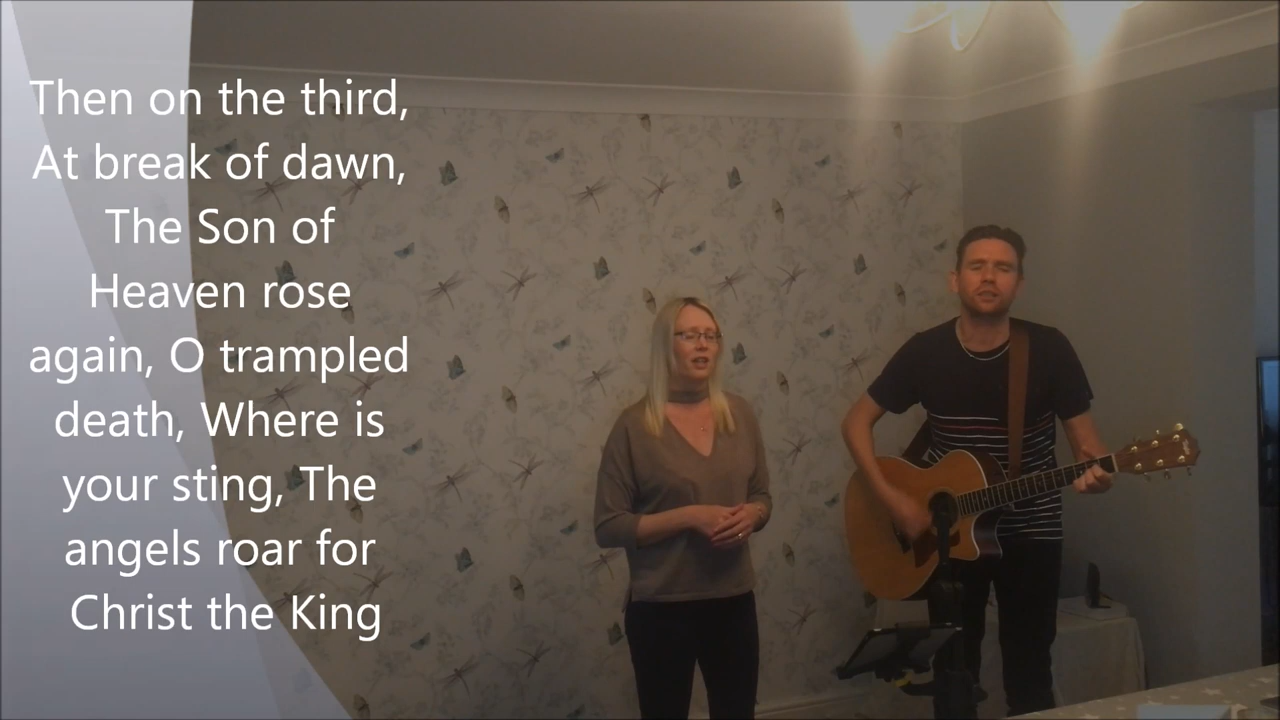 Then on the third,
At break of dawn,
The Son of
Heaven rose
again, O trampled
death, Where is
your sting, The
angels roar for
Christ the King